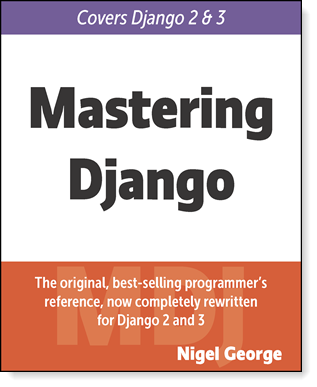 Covers Django 2 & 3
Mastering
Django
MDJ
The original, best-selling programmer's
reference, now completely rewritten
for Django 2 and 3
Nigel George